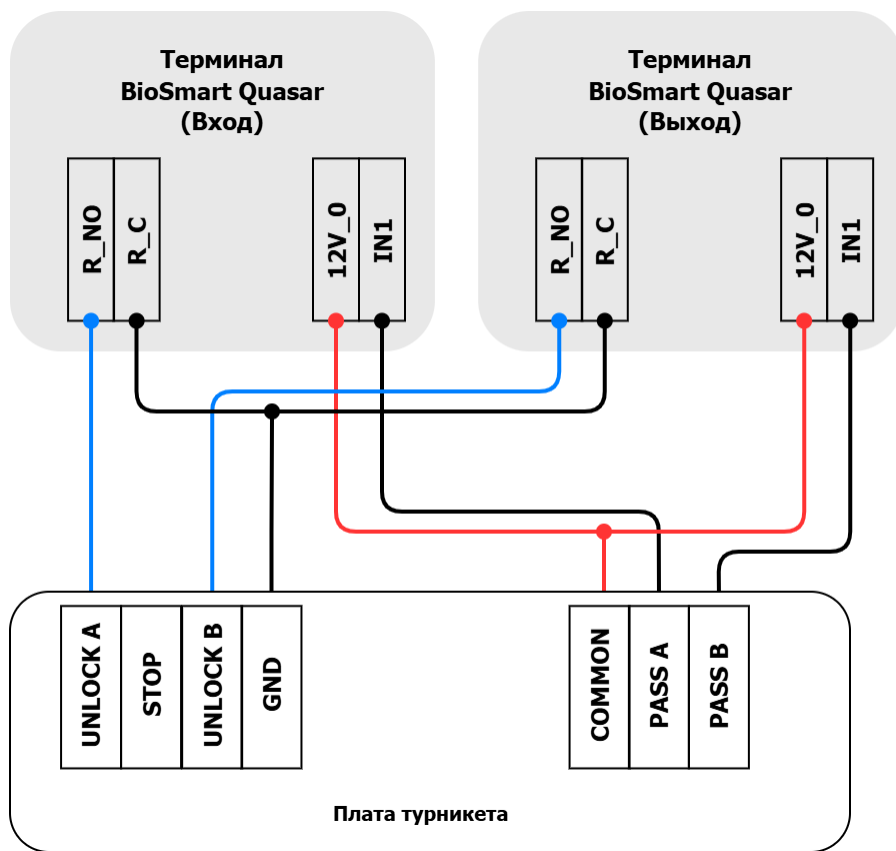 Терминал
BioSmart Quasar
(Вход)
Терминал
BioSmart Quasar
(Выход)
R_NO
R_C
12V_0
IN1
R_NO
R_C
12V_0
IN1
UNLOCK A
STOP
UNLOCK B
GND
COMMON
PASS A
PASS B
Плата турникета